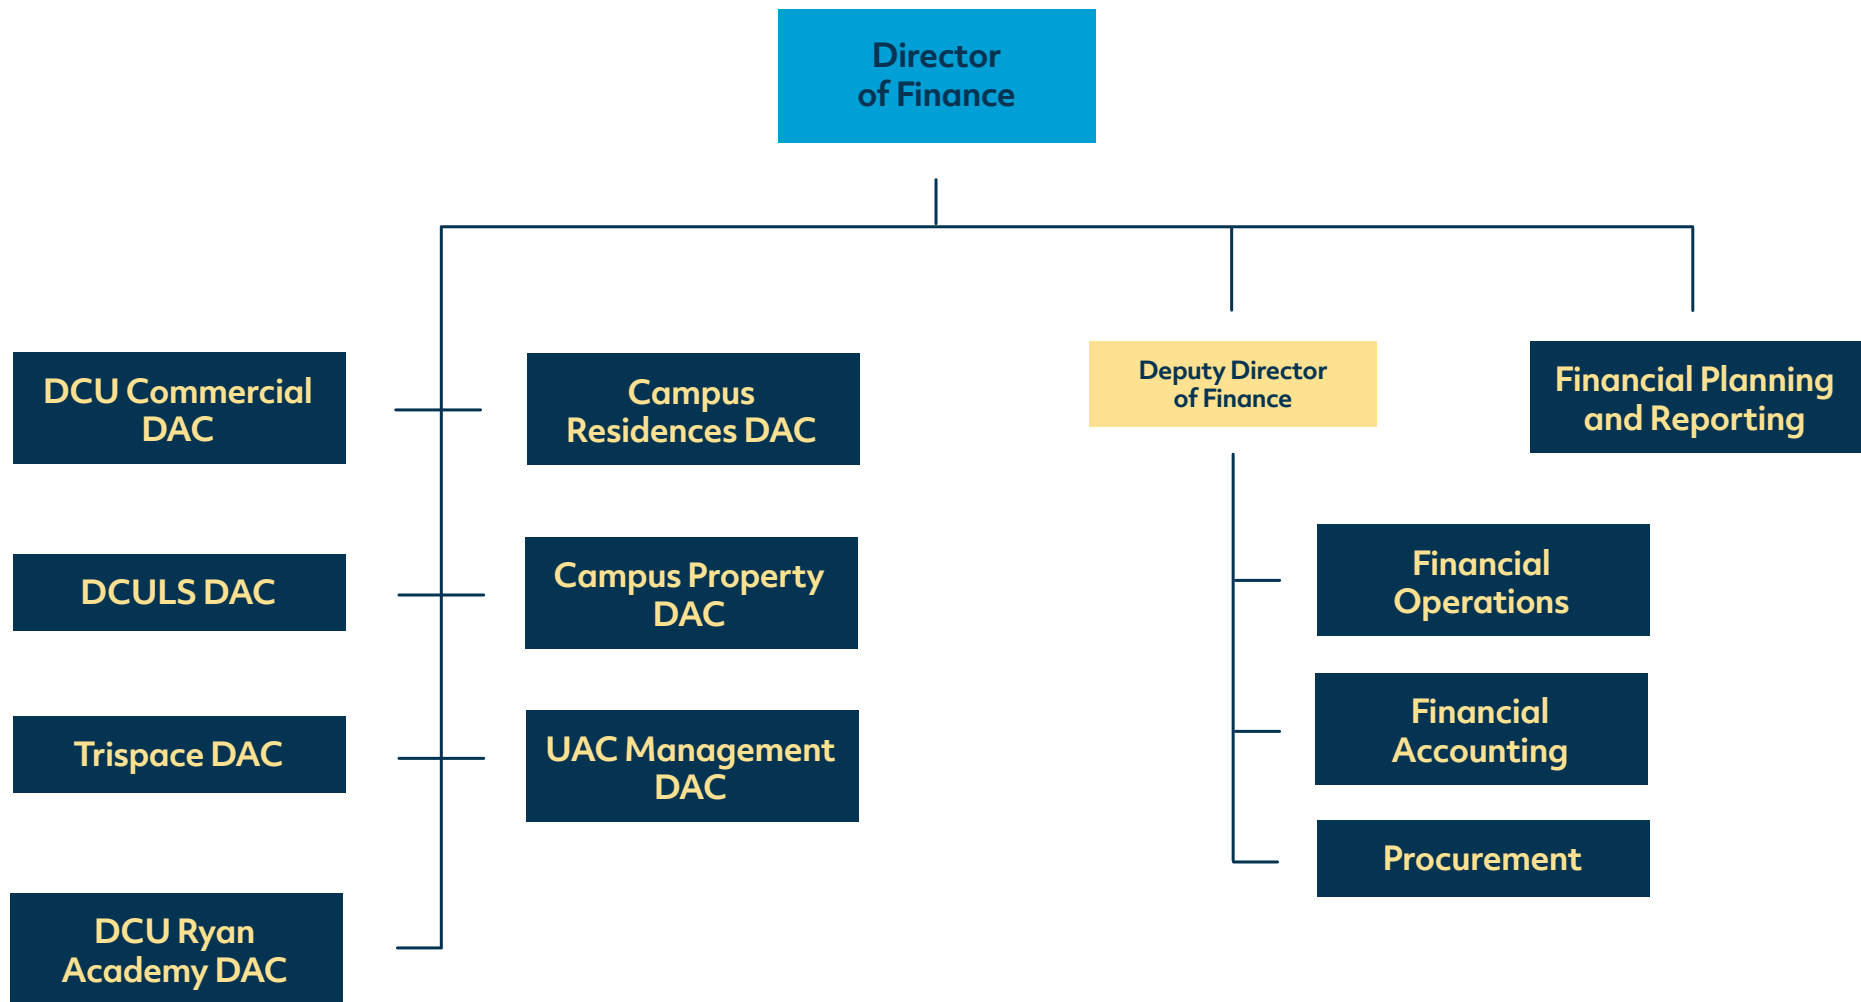 Director
of Finance
DCU Commercial
DAC
Campus
Residences DAC
Deputy Director
of Finance
Financial Planning
and Reporting
DCULS DAC
Campus Property
DAC
Financial
Operations
Trispace DAC
UAC Management
DAC
Financial
Accounting
Procurement
DCU Ryan
Academy DAC